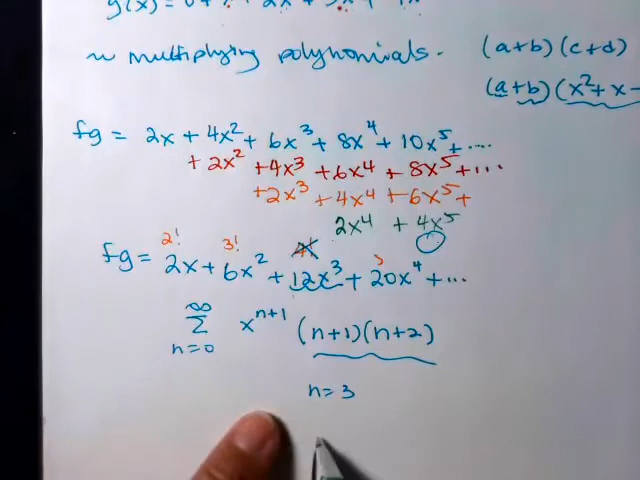 ~ multiplying polynomials. (a+b)(c+d)
(a+b)(x²+x-
fg = 2x + 4x² + 6x³ + 8x⁴ + 10x⁵ + ....
+ 2x² + 4x³ + 6x⁴ + 8x⁵ + ...
+ 2x³ + 4x⁴ + 6x⁵ +
2x⁴ + 4x⁵
2! 3!
fg = 2x + 6x² + 12x³ + 20x⁴ + ...
∞
Σ x^{n+1} (n+1)(n+2)
n=0
n=3